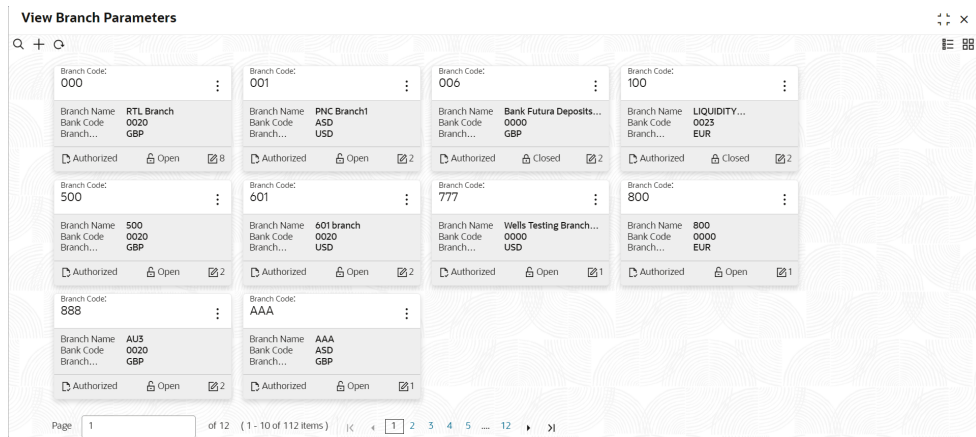 View Branch Parameters
Branch Code:
000
Branch Name RTL Branch
Bank Code 0020
Branch... GBP
Authorized Open 8
Branch Code:
001
Branch Name PNC Branch1
Bank Code ASD
Branch... USD
Authorized Open 2
Branch Code:
006
Branch Name Bank Futura Deposits...
Bank Code 0000
Branch... GBP
Authorized Closed 2
Branch Code:
100
Branch Name LIQUIDITY...
Bank Code 0023
Branch... EUR
Authorized Closed 2
Branch Code:
500
Branch Name 500
Bank Code 0020
Branch... GBP
Authorized Open 2
Branch Code:
601
Branch Name 601 branch
Bank Code 0020
Branch... USD
Authorized Open 2
Branch Code:
777
Branch Name Wells Testing Branch...
Bank Code 0000
Branch... USD
Authorized Open 1
Branch Code:
800
Branch Name 800
Bank Code 0000
Branch... EUR
Authorized Open 1
Branch Code:
888
Branch Name AU3
Bank Code 0020
Branch... GBP
Authorized Open 2
Branch Code:
AAA
Branch Name AAA
Bank Code ASD
Branch... GBP
Authorized Open 1
Page 1 of 12 (1 - 10 of 112 items) 1 2 3 4 5 .... 12